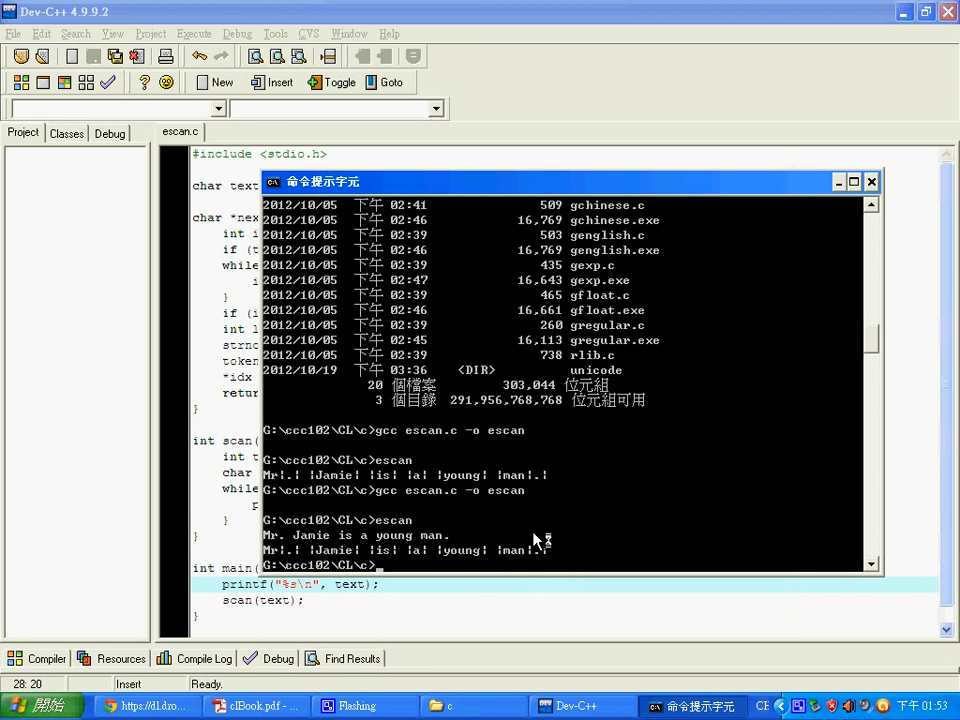 Dev-C++ 4.9.9.2
File Edit Search View Project Execute Debug Tools CVS Window Help
New Insert Toggle Goto
Project Classes Debug
escan.c
#include <stdio.h>
char text
char *nex
int i
if (t
while
i
}
if (i
int l
strnc
token
*idx
retur
}
int scan(
int t
char
while
p
}
}
int main(
printf("%s\n", text);
scan(text);
}
命令提示字元
2012/10/05 下午 02:41 509 gchinese.c
2012/10/05 下午 02:46 16,769 gchinese.exe
2012/10/05 下午 02:39 503 genglish.c
2012/10/05 下午 02:46 16,769 genglish.exe
2012/10/05 下午 02:39 435 gexp.c
2012/10/05 下午 02:47 16,643 gexp.exe
2012/10/05 下午 02:39 465 gfloat.c
2012/10/05 下午 02:46 16,661 gfloat.exe
2012/10/05 下午 02:39 260 gregular.c
2012/10/05 下午 02:45 16,113 gregular.exe
2012/10/05 下午 02:39 738 rlib.c
2012/10/19 下午 03:36 <DIR> unicode
20 個檔案 303,044 位元組
3 個目錄 291,956,768,768 位元組可用
G:\ccc102\CL\c>gcc escan.c -o escan
G:\ccc102\CL\c>escan
Mr|.| |Jamie| |is| |a| |young| |man|.|
G:\ccc102\CL\c>gcc escan.c -o escan
G:\ccc102\CL\c>escan
Mr. Jamie is a young man.
Mr|.| |Jamie| |is| |a| |young| |man|.|
G:\ccc102\CL\c>
Compiler Resources Compile Log Debug Find Results
28: 20 Insert Ready.
開始 https://dl.dro... clBook.pdf - ... Flashing c Dev-C++ 命令提示字元 CH 下午 01:53